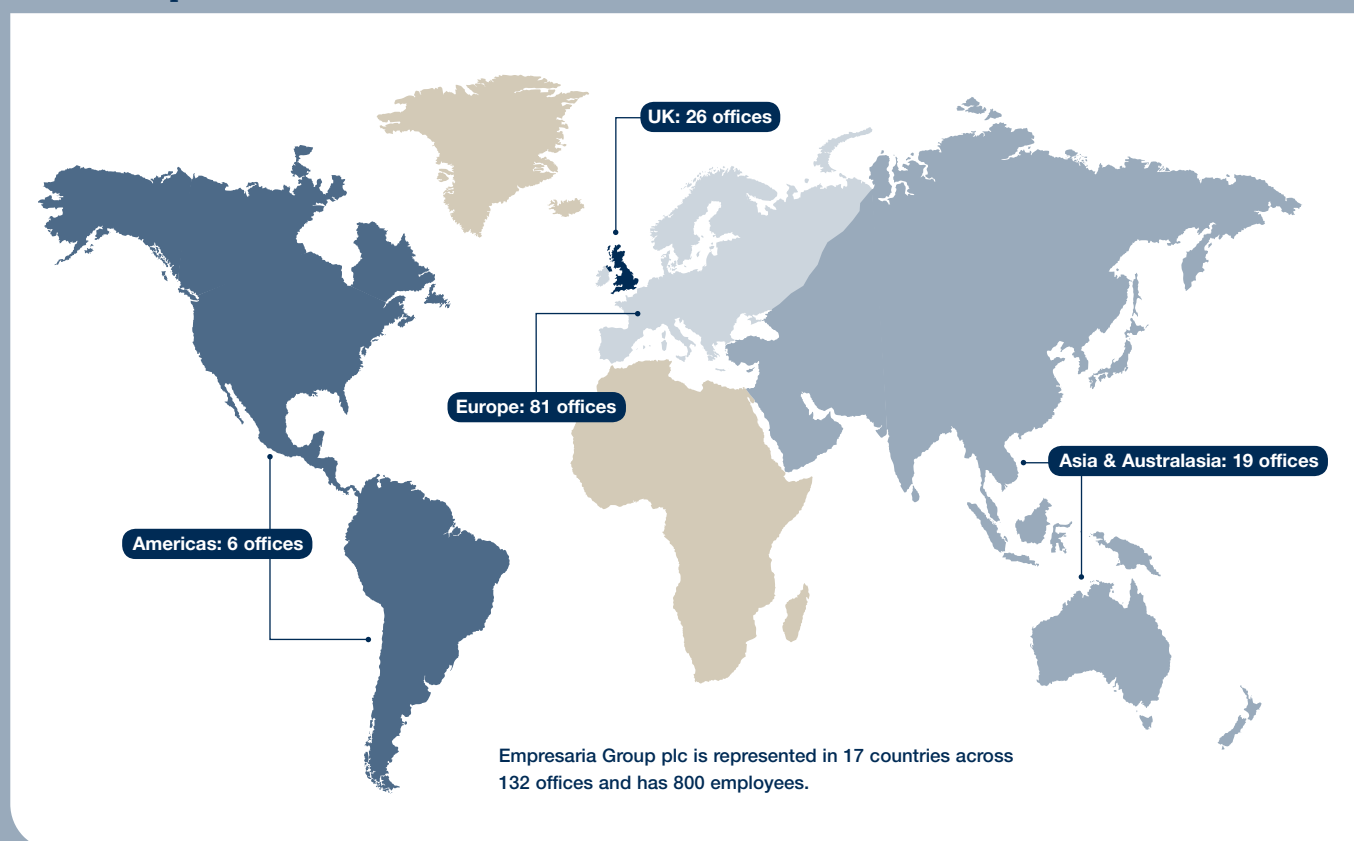 UK: 26 offices
Europe: 81 offices
Asia & Australasia: 19 offices
Americas: 6 offices
Empresaria Group plc is represented in 17 countries across
132 offices and has 800 employees.